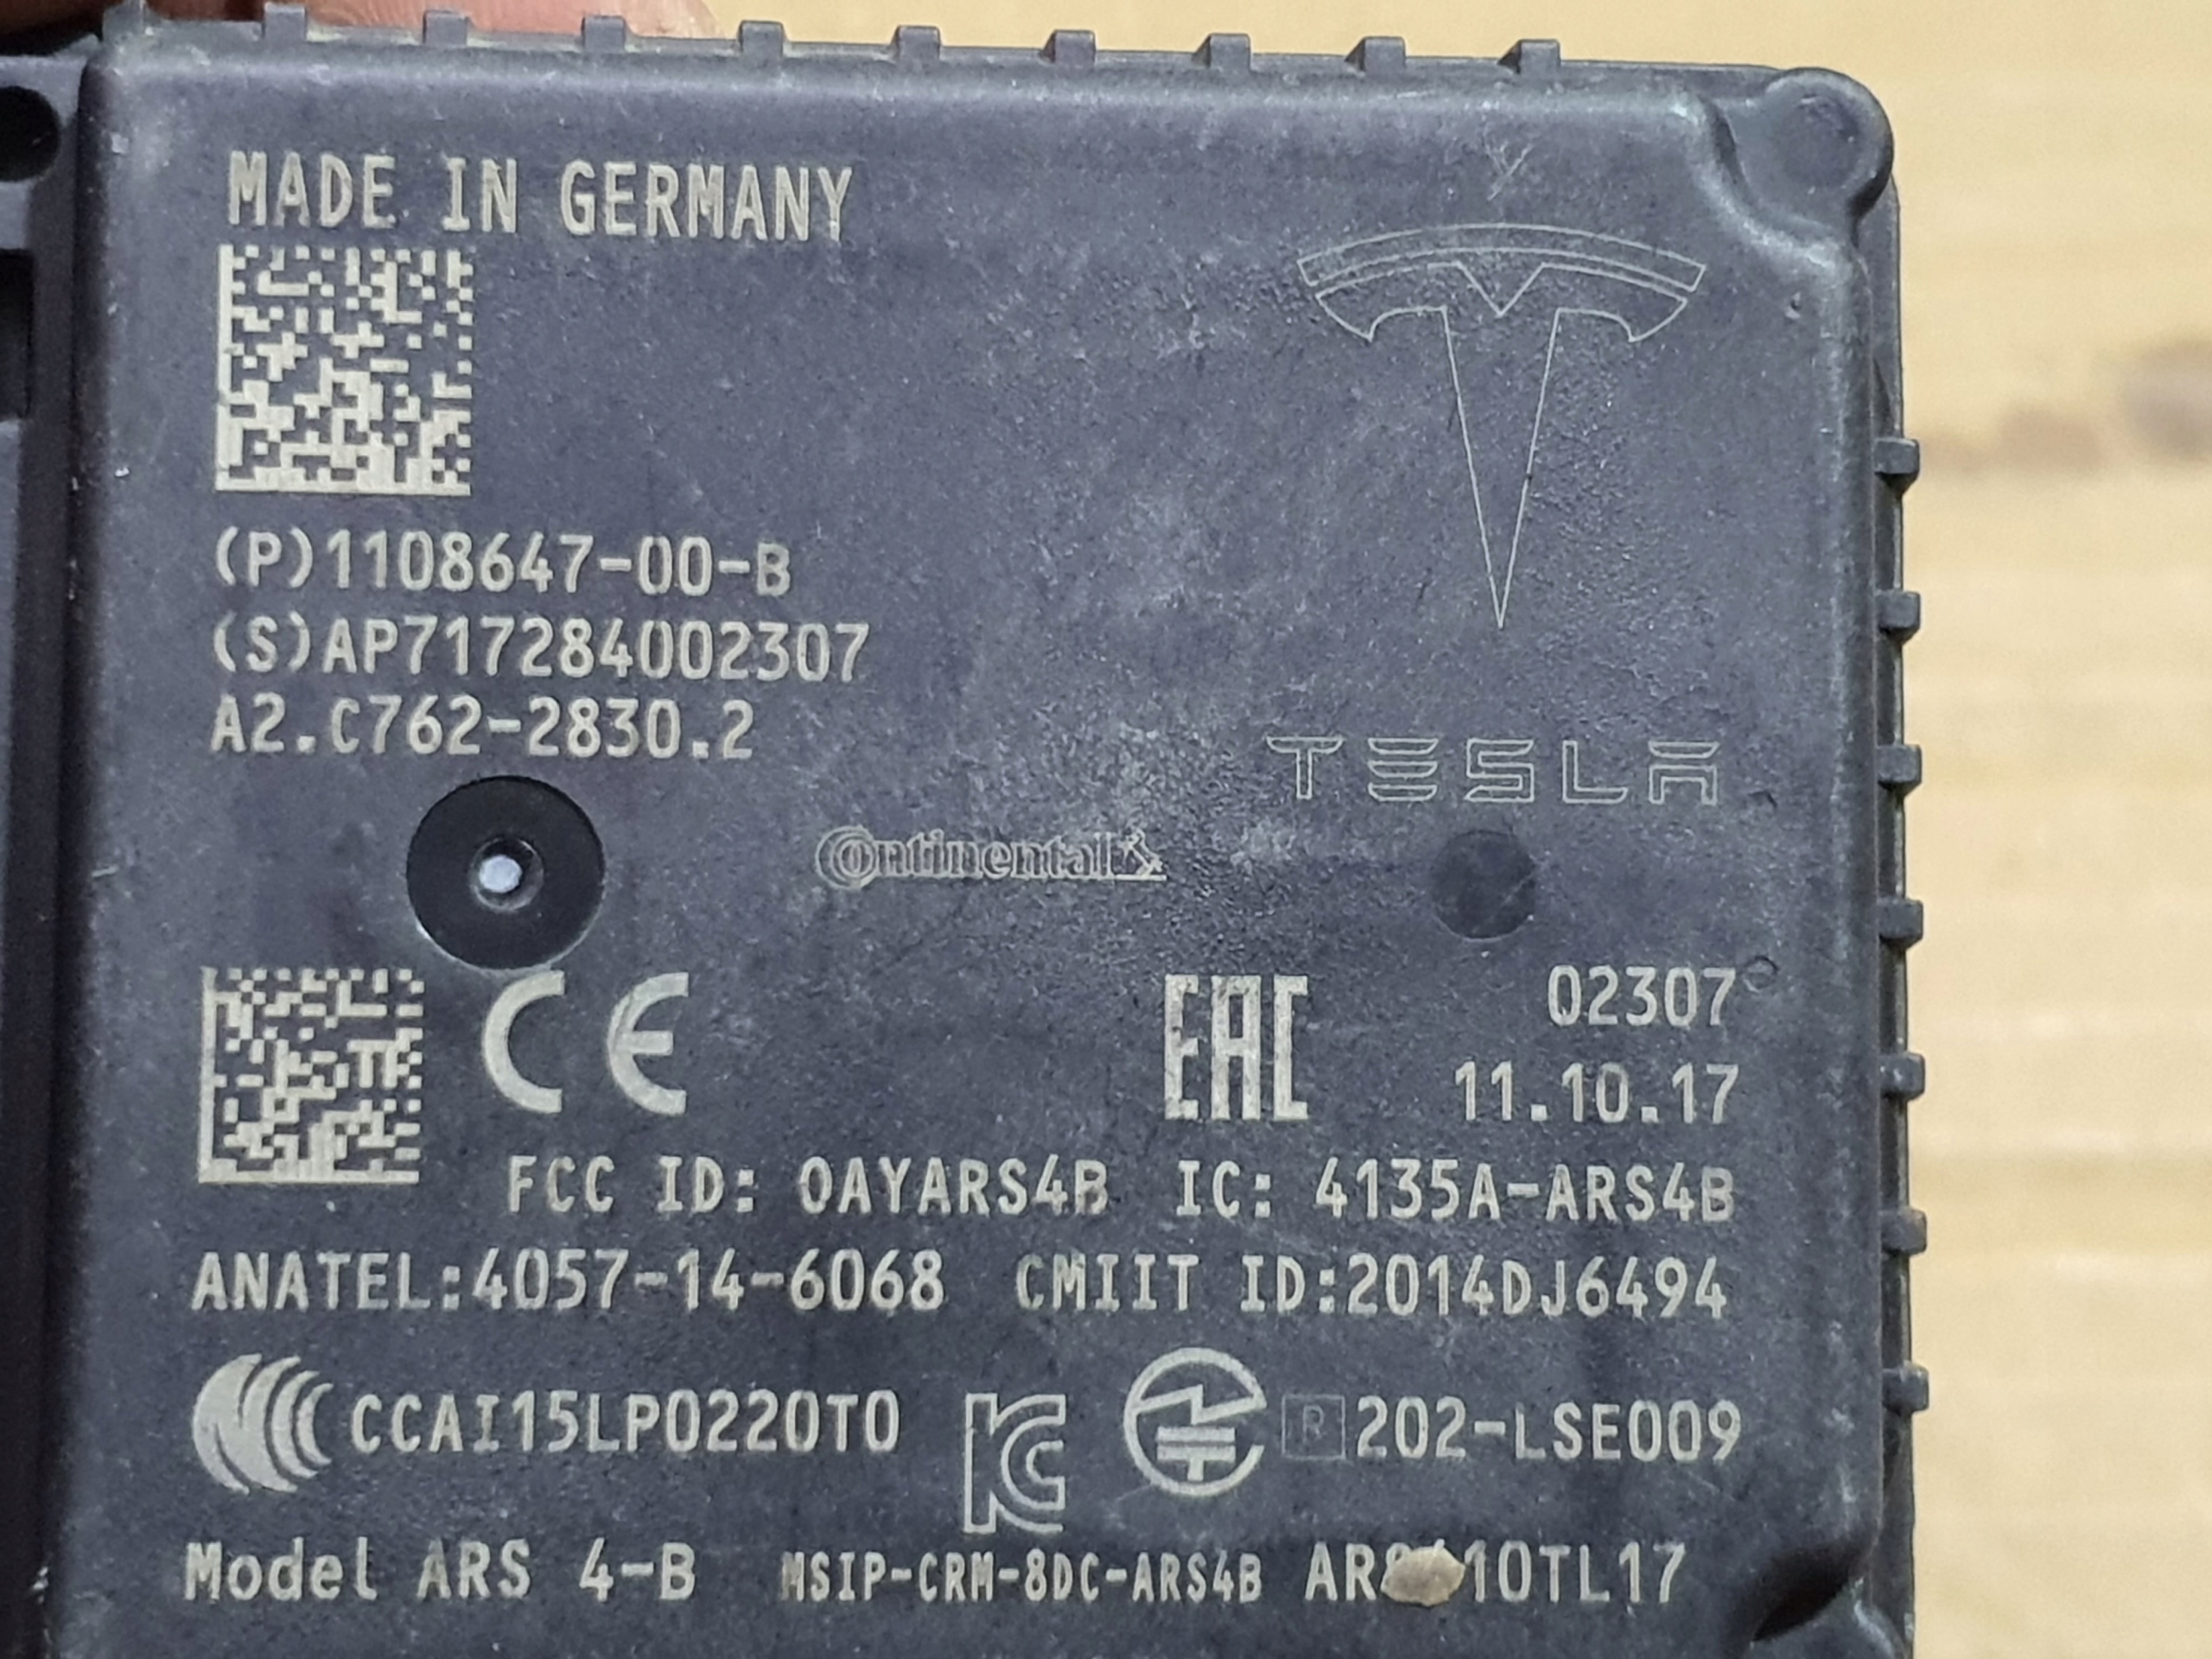 MADE IN GERMANY
(P)1108647-00-B
(S)AP717284002307
A2.C762-2830.2
TESLA
Continental
CE
EAC
02307
11.10.17
FCC ID: OAYARS4B IC: 4135A-ARS4B
ANATEL:4057-14-6068 CMIIT ID:2014DJ6494
CCAI15LP0220T0
R 202-LSE009
Model ARS 4-B MSIP-CRM-8DC-ARS4B